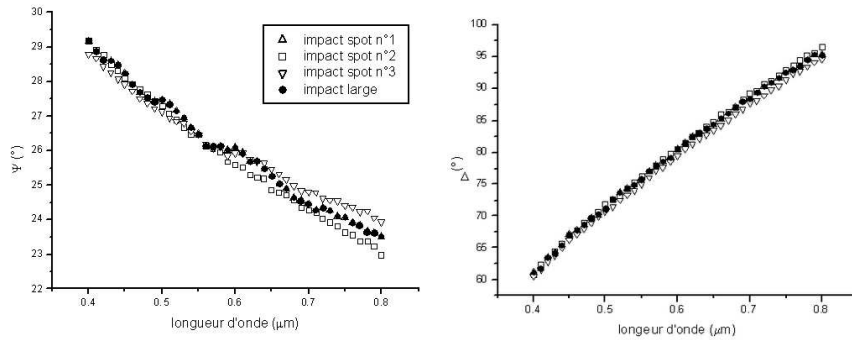 30
29
28
27
26
25
24
23
22
Ψ (°)
0.4 0.5 0.6 0.7 0.8
longueur d'onde (μm)
impact spot n°1
impact spot n°2
impact spot n°3
impact large
100
95
90
85
80
75
70
65
60
Δ (°)
0.4 0.5 0.6 0.7 0.8
longueur d'onde (μm)